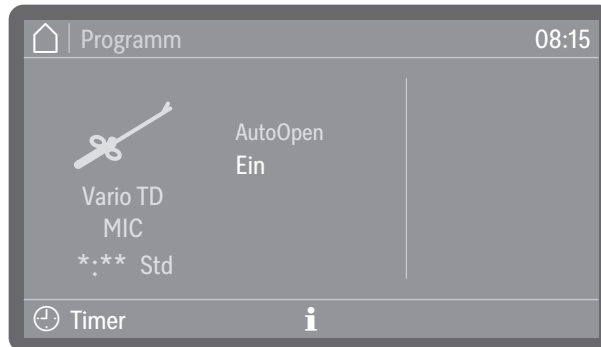 Programm 08:15
AutoOpen
Ein
Vario TD
MIC
*:** Std
Timer i